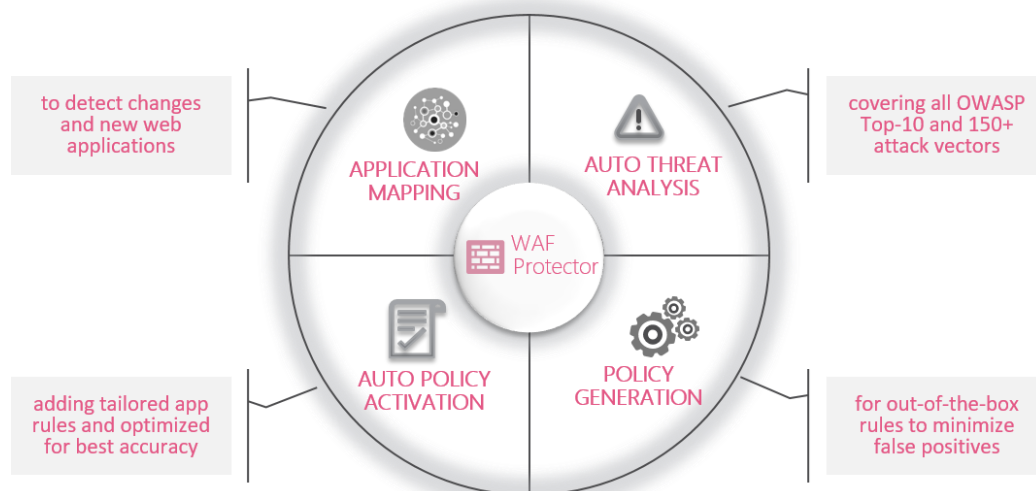 to detect changes
and new web
applications
APPLICATION
MAPPING
AUTO THREAT
ANALYSIS
covering all OWASP
Top-10 and 150+
attack vectors
WAF
Protector
adding tailored app
rules and optimized
for best accuracy
AUTO POLICY
ACTIVATION
POLICY
GENERATION
for out-of-the-box
rules to minimize
false positives